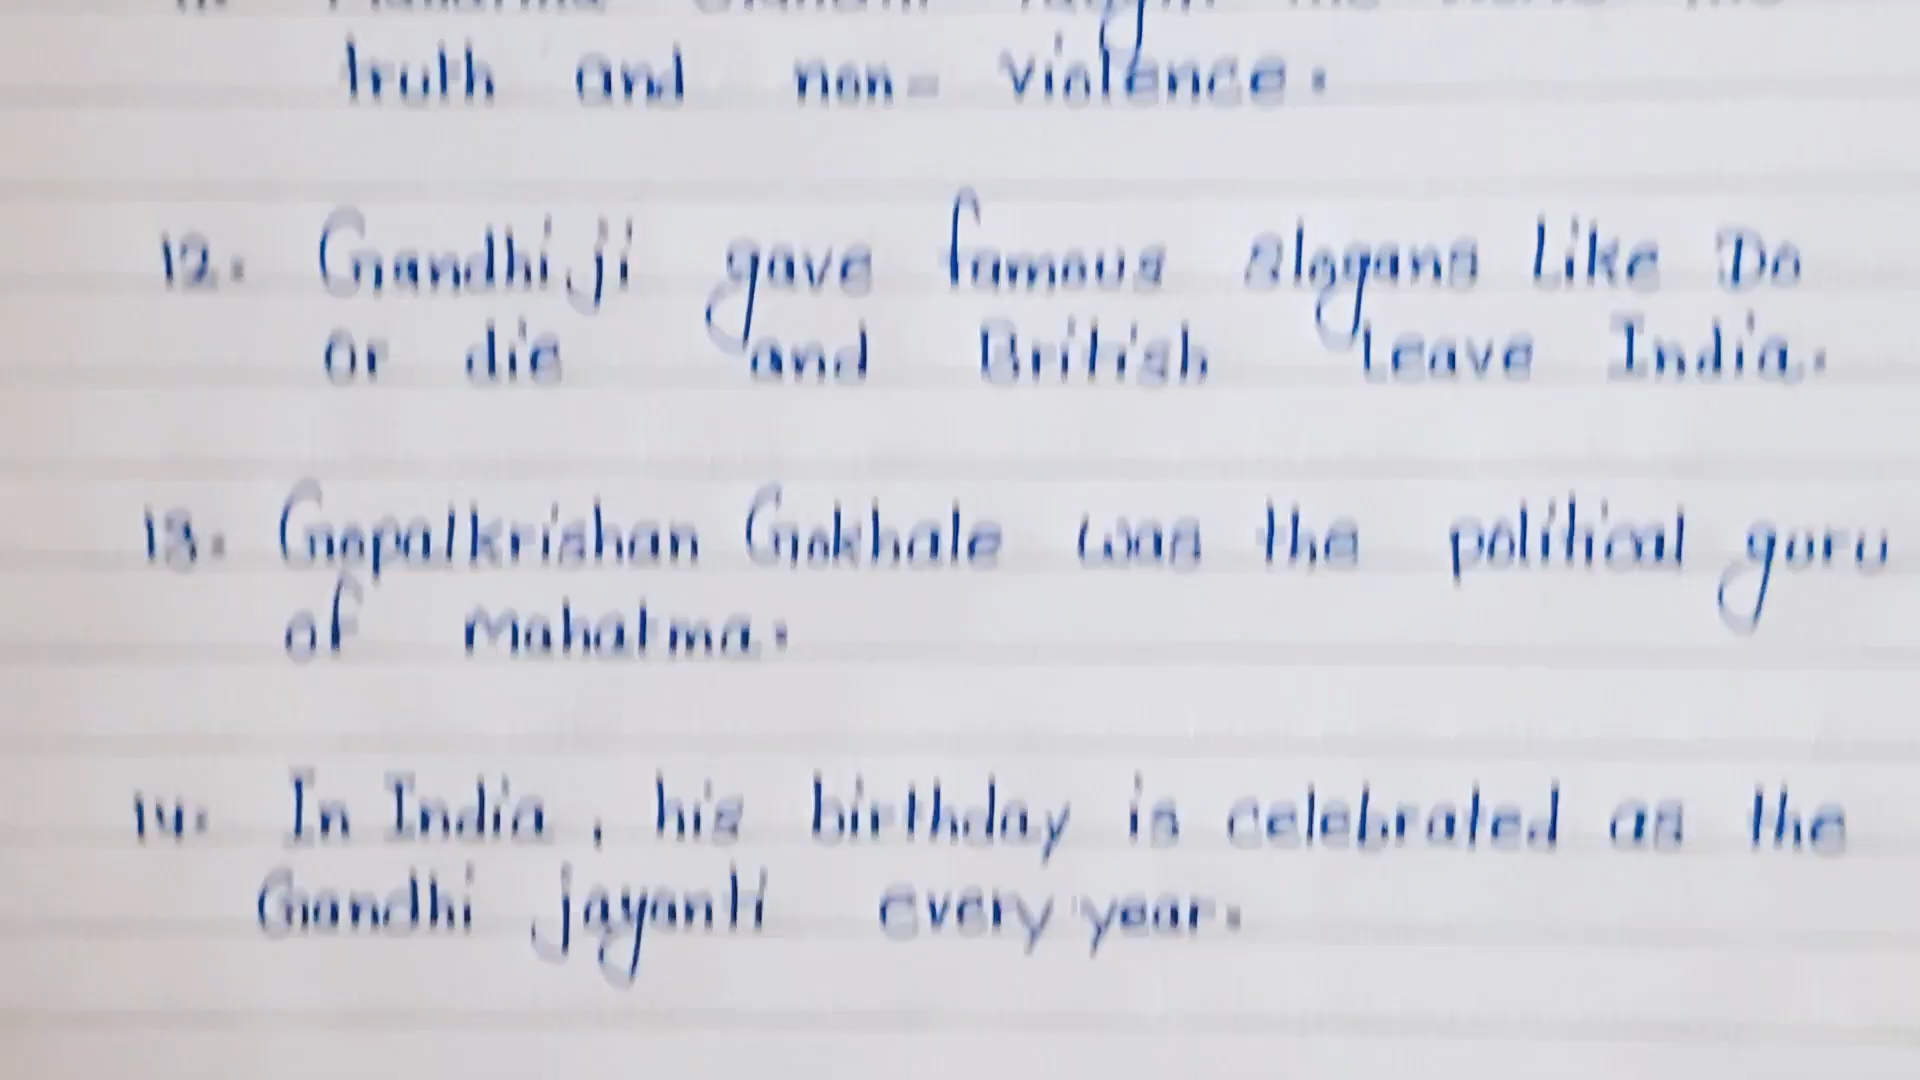 truth and non- violence.
12. Gandhi ji gave famous slogans like Do
or die and British leave India.
13. Gopalkrishan Gokhale was the political guru
of Mahatma.
14. In India, his birthday is celebrated as the
Gandhi jayanti every year.